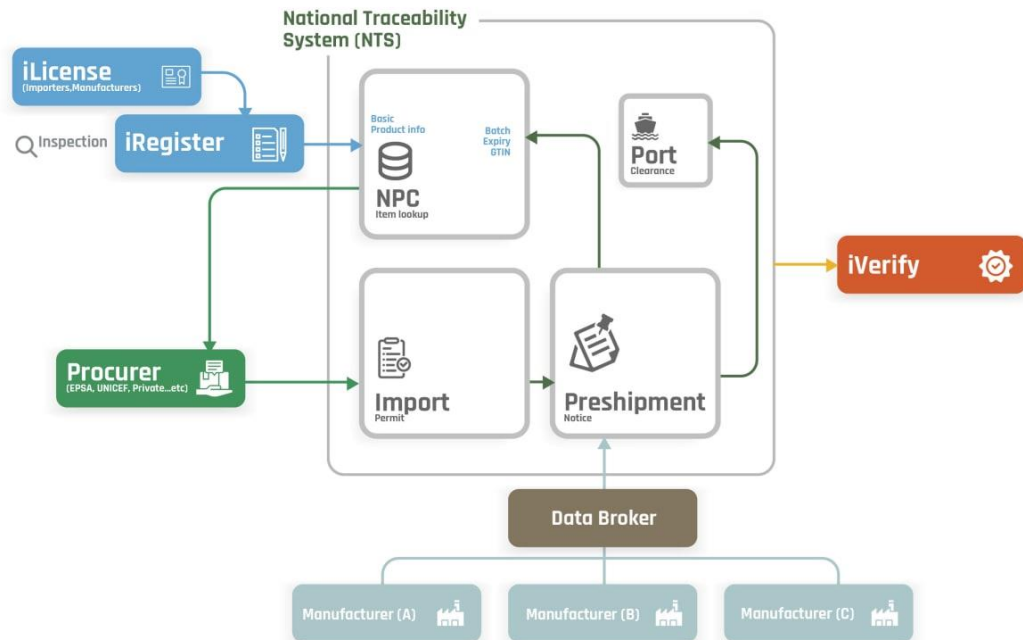 National Traceability
System (NTS)
iLicense
(Importers,Manufacturers)
Inspection
iRegister
Basic
Product info
Batch
Expiry
GTIN
NPC
Item lookup
Port
Clearance
iVerify
Procurer
(EPSA, UNICEF, Private...etc)
Import
Permit
Preshipment
Notice
Data Broker
Manufacturer (A)
Manufacturer (B)
Manufacturer (C)